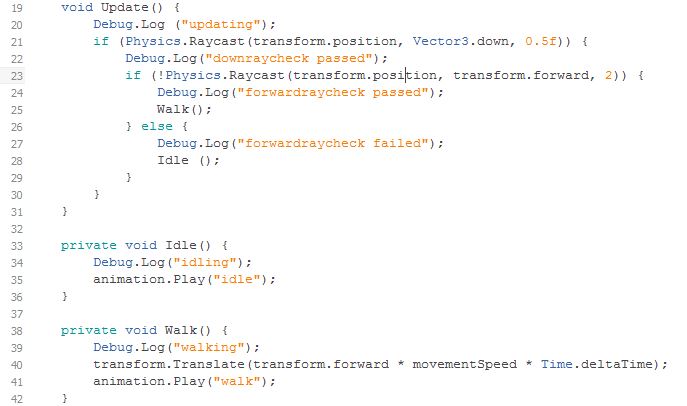 19 void Update() {
20 Debug.Log ("updating");
21 if (Physics.Raycast(transform.position, Vector3.down, 0.5f)) {
22 Debug.Log("downraycheck passed");
23 if (!Physics.Raycast(transform.position, transform.forward, 2)) {
24 Debug.Log("forwardraycheck passed");
25 Walk();
26 } else {
27 Debug.Log("forwardraycheck failed");
28 Idle ();
29 }
30 }
31 }
32
33 private void Idle() {
34 Debug.Log("idling");
35 animation.Play("idle");
36 }
37
38 private void Walk() {
39 Debug.Log("walking");
40 transform.Translate(transform.forward * movementSpeed * Time.deltaTime);
41 animation.Play("walk");
42 }